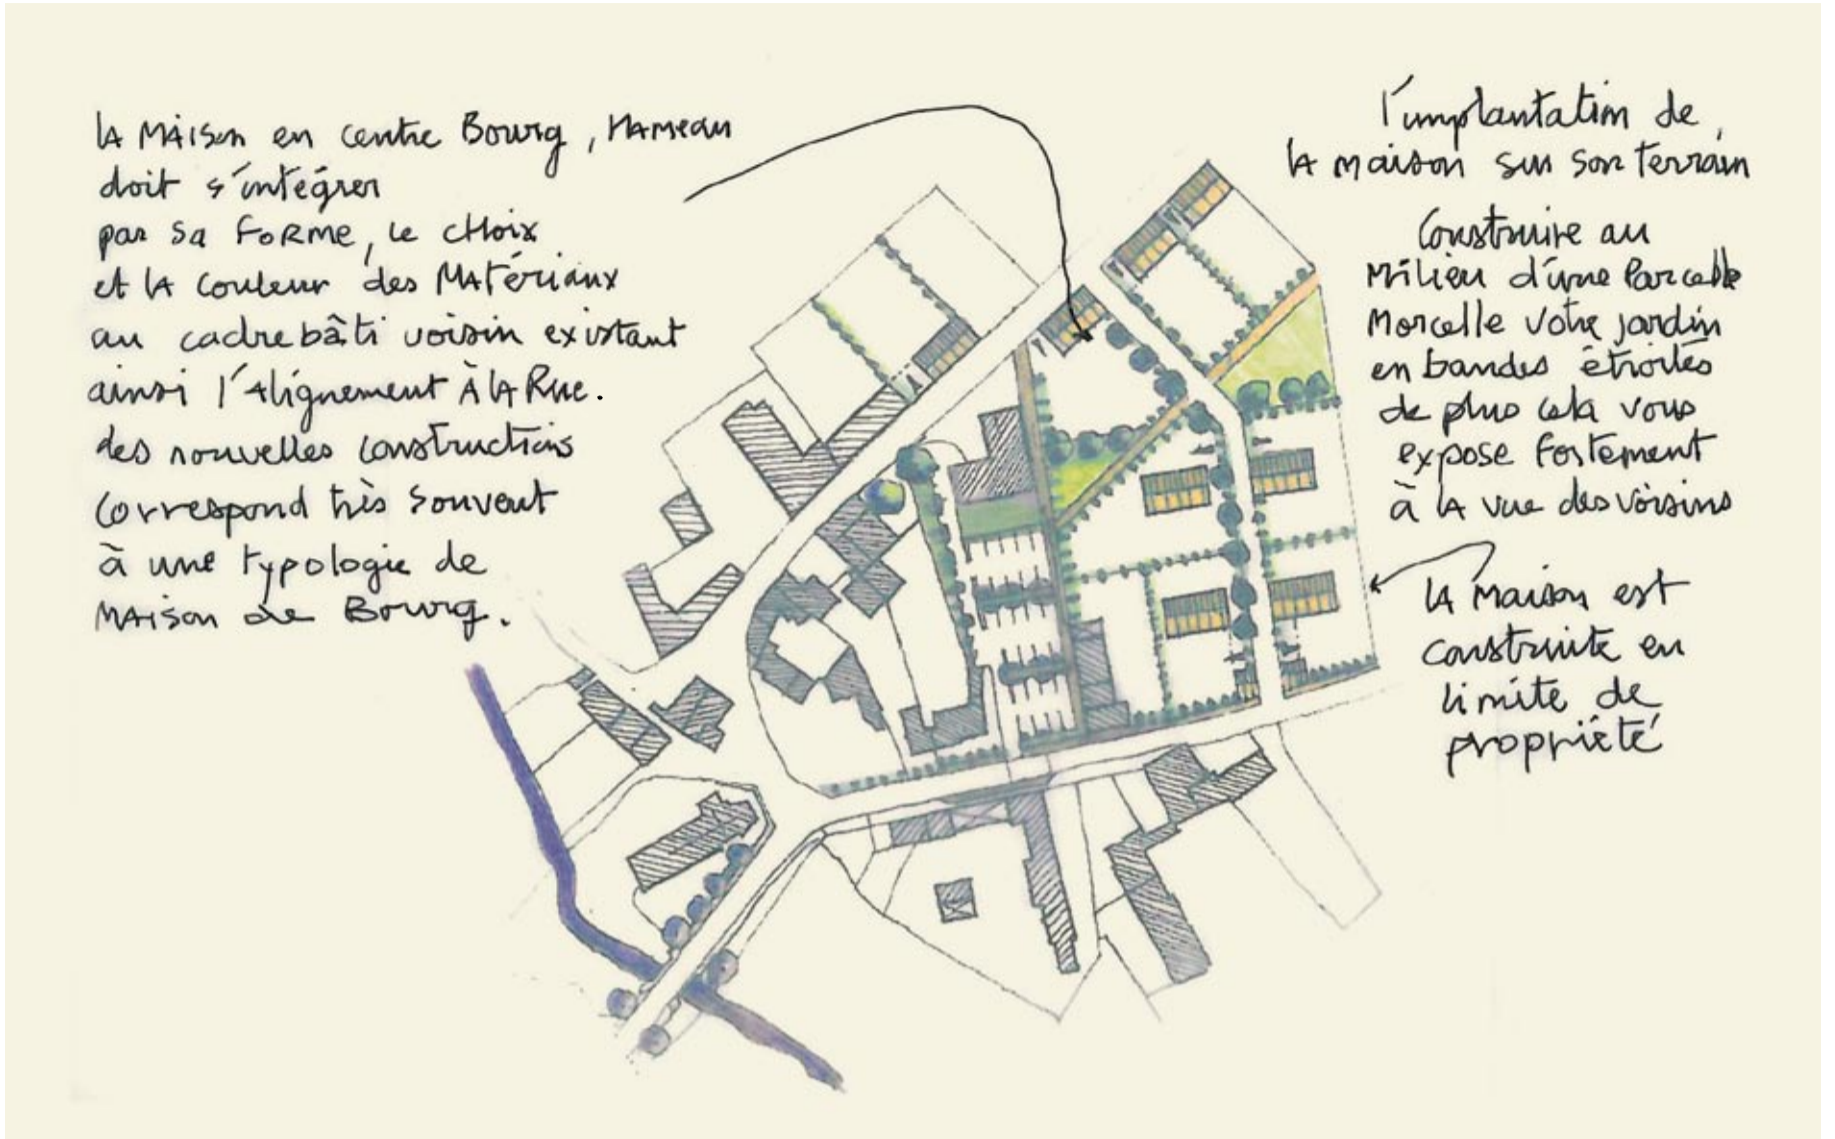 la Maison en centre Bourg, Hameau
doit s'intégrer
par sa FORME, le cHoix
et la couleur des Matériaux
au cadre bâti voisin existant
ainsi l'Alignement À lA Rue.
des nouvelles constructions
correspond très souvent
à une typologie de
Maison de Bourg.
l'implantation de
la maison sur son terrain
Construire au
Milieu d'une Parcelle
Morcelle votre jardin
en bandes étroites
de plus cela vous
expose fortement
à la vue des voisins
la Maison est
construite en
limite de
propriété